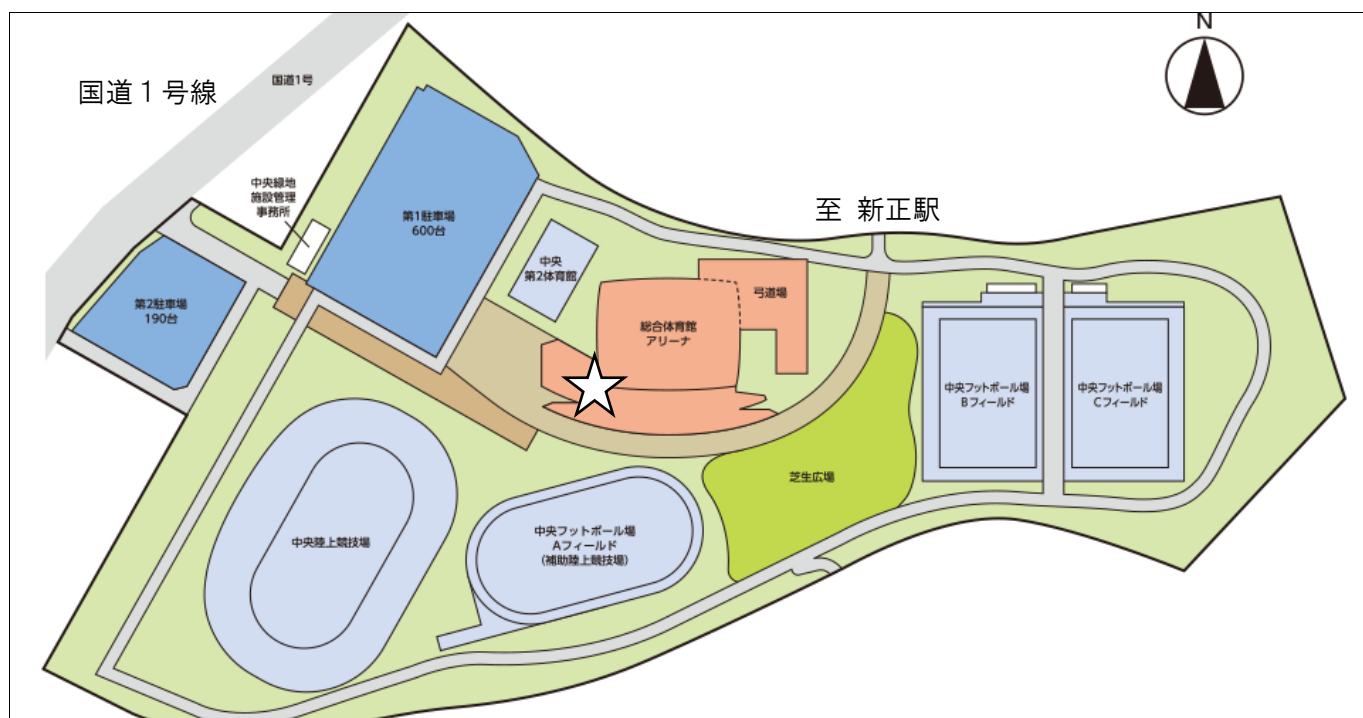 N
国道１号線
国道1号
中央緑地
施設管理
事務所
第1駐車場
600台
至 新正駅
中央
第2体育館
弓道場
第2駐車場
190台
総合体育館
アリーナ
中央フットボール場
Bフィールド
中央フットボール場
Cフィールド
芝生広場
中央陸上競技場
中央フットボール場
Aフィールド
(補助陸上競技場)